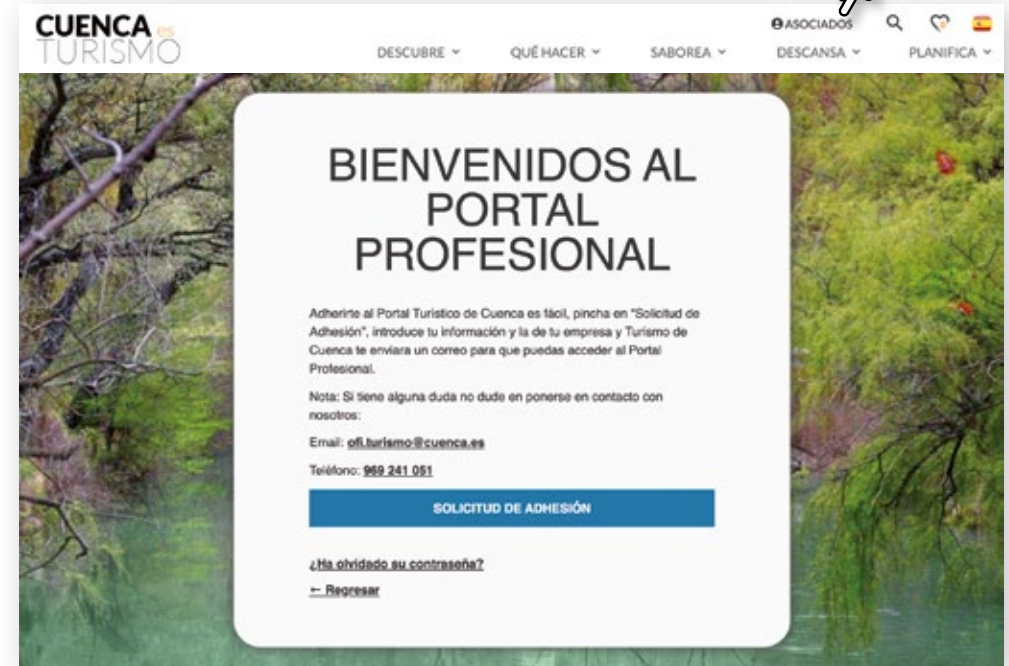 CUENCA es
TURISMO
ASOCIADOS
DESCUBRE
QUÉ HACER
SABOREA
DESCANSA
PLANIFICA
BIENVENIDOS AL
PORTAL
PROFESIONAL
Adherirte al Portal Turistico de Cuenca es fácil, pincha en "Solicitud de
Adhesión", introduce tu información y la de tu empresa y Turismo de
Cuenca te enviara un correo para que puedas acceder al Portal
Profesional.
Nota: Si tiene alguna duda no dude en ponerse en contacto con
nosotros:
Email: ofi.turismo@cuenca.es
Teléfono: 969 241 051
SOLICITUD DE ADHESIÓN
¿Ha olvidado su contraseña?
← Regresar